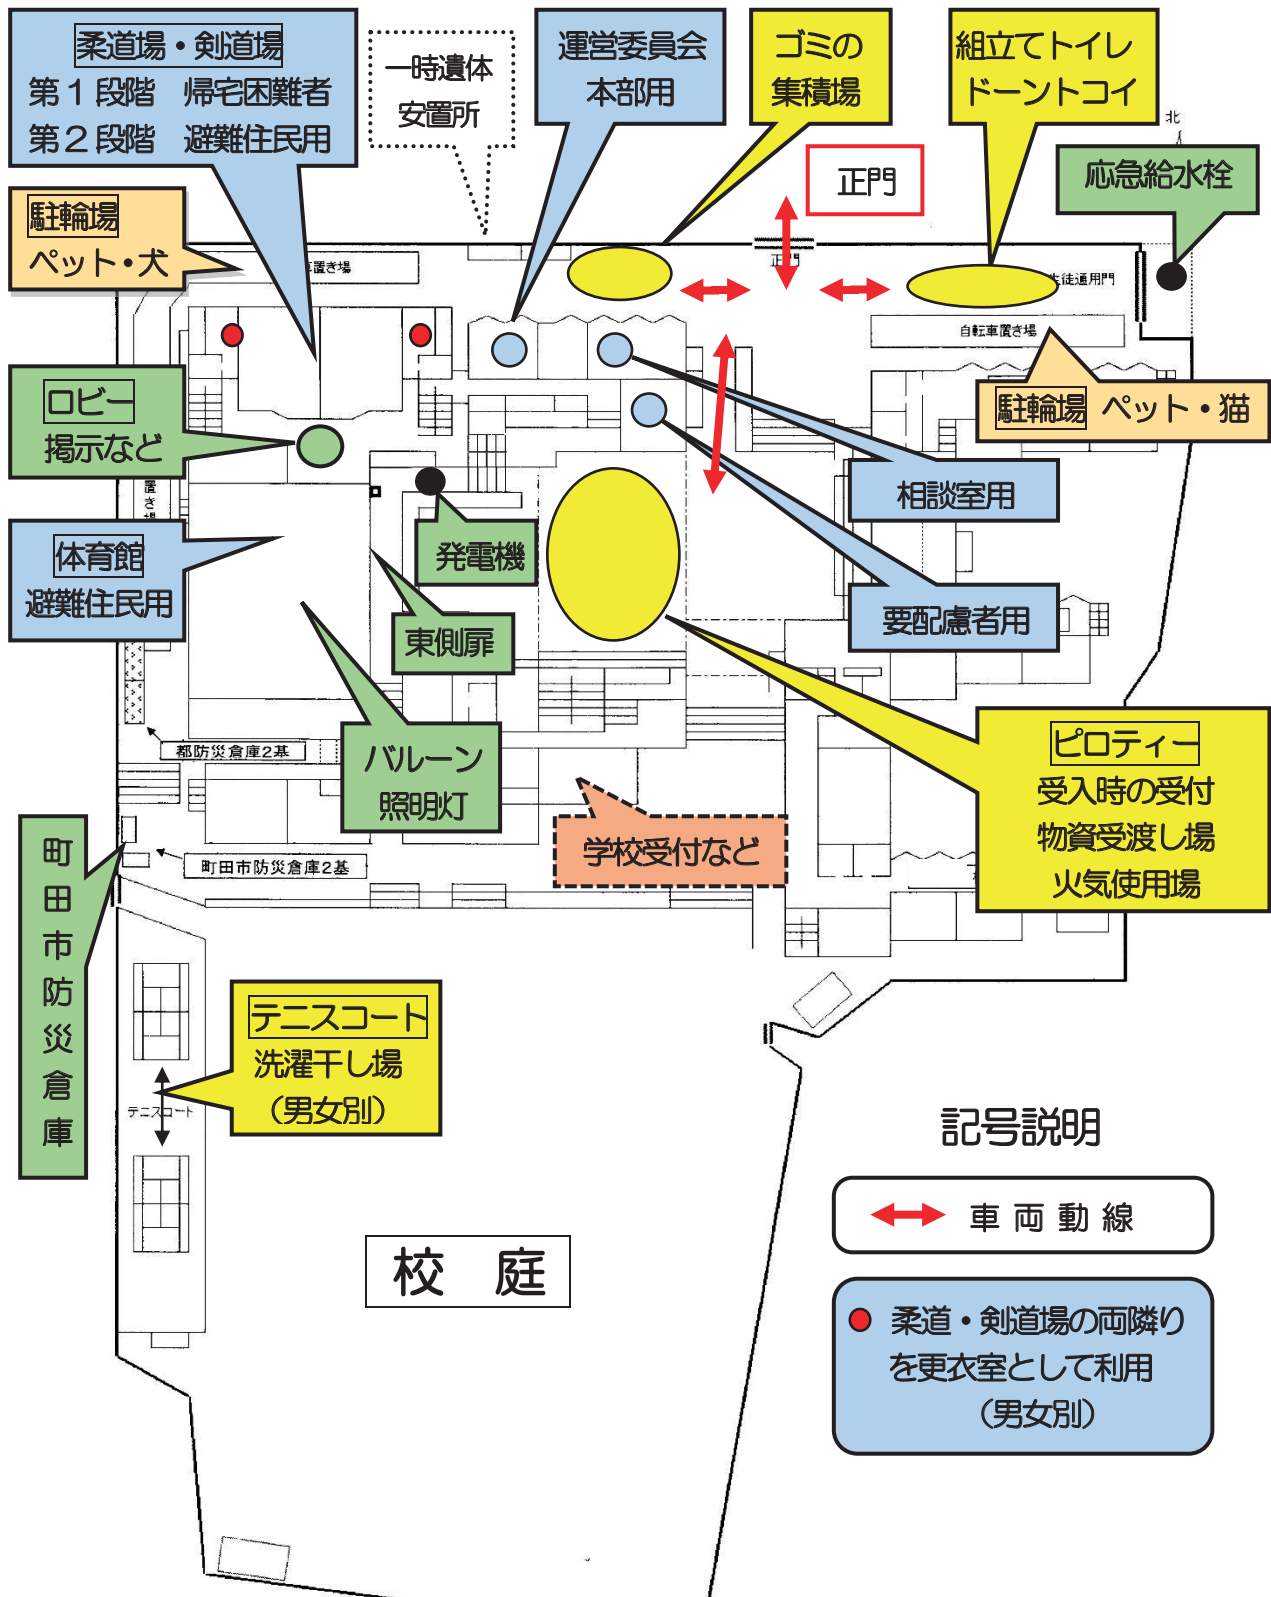 柔道場・剣道場
第１段階　帰宅困難者
第２段階　避難住民用
一時遺体
安置所
運営委員会
本部用
ゴミの
集積場
組立てトイレ
ドーントコイ
北
正門
応急給水栓
駐輪場
ペット・犬
置き場
正門
生徒通用門
自転車置き場
ロビー
掲示など
駐輪場　ペット・猫
置き場
相談室用
体育館
避難住民用
発電機
東側扉
要配慮者用
バルーン
照明灯
都防災倉庫2基
ピロティー
受入時の受付
物資受渡し場
火気使用場
学校受付など
町田市防災倉庫
町田市防災倉庫2基
テニスコート
洗濯干し場
（男女別）
テニスコート
記号説明
車両動線
校　庭
柔道・剣道場の両隣り
を更衣室として利用
（男女別）